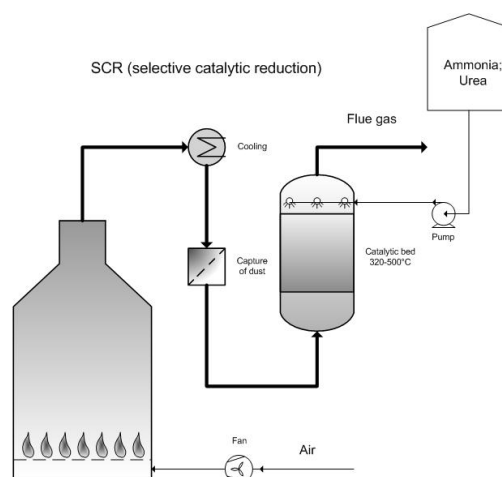 SCR (selective catalytic reduction)
Ammonia;
Urea
Flue gas
Cooling
Pump
Capture
of dust
Catalytic bed
320-500°C
Fan
Air